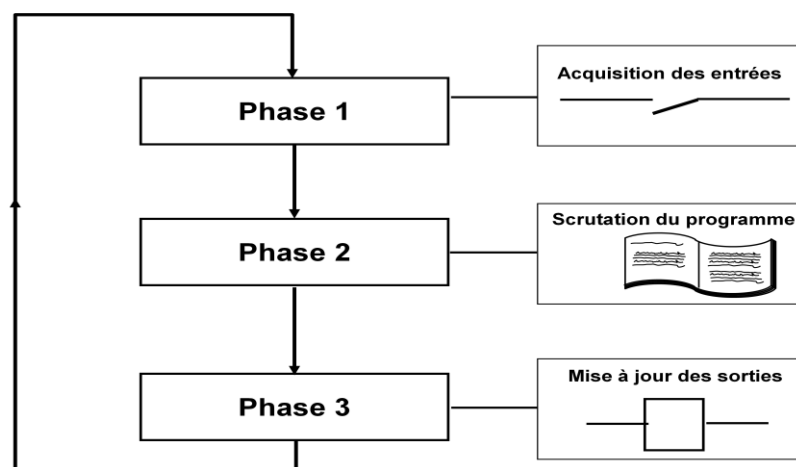 Phase 1
Acquisition des entrées
Phase 2
Scrutation du programme
Phase 3
Mise à jour des sorties